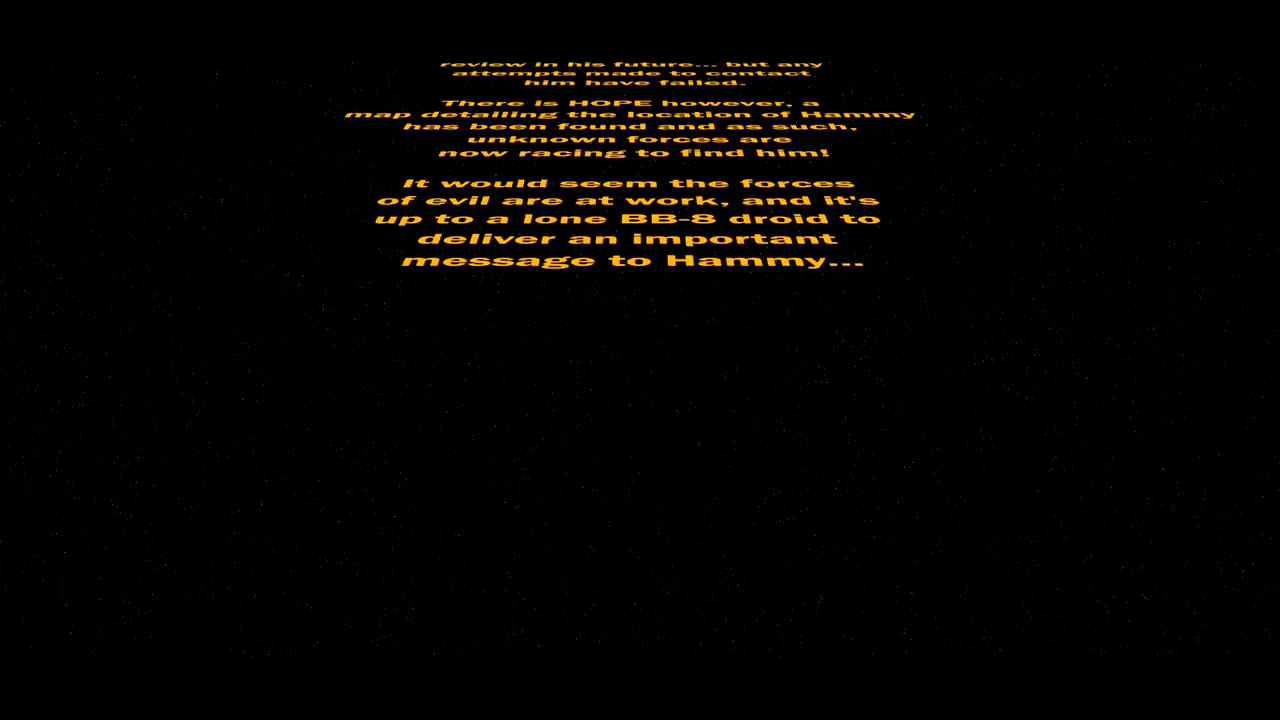 review in his future... but any
attempts made to contact
him have failed.
There is HOPE however, a
map detailing the location of Hammy
has been found and as such,
unknown forces are
now racing to find him!
It would seem the forces
of evil are at work, and it's
up to a lone BB-8 droid to
deliver an important
message to Hammy...